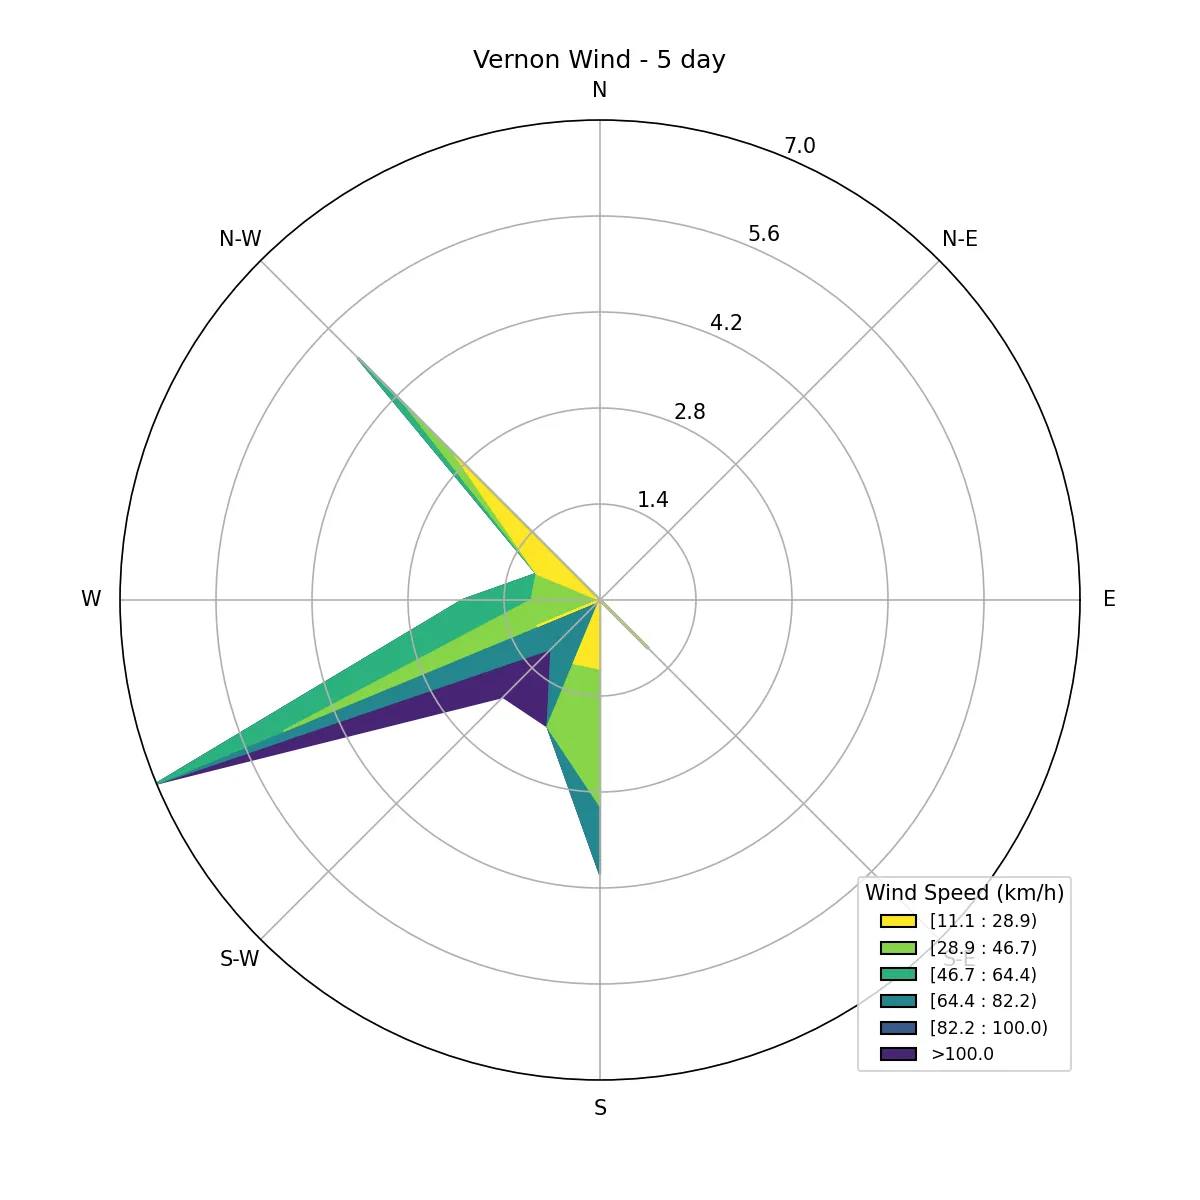 Vernon Wind - 5 day
N
7.0
N-W
5.6
N-E
4.2
2.8
1.4
W
E
S-W
S-E
S
Wind Speed (km/h)
[11.1 : 28.9)
[28.9 : 46.7)
[46.7 : 64.4)
[64.4 : 82.2)
[82.2 : 100.0)
>100.0